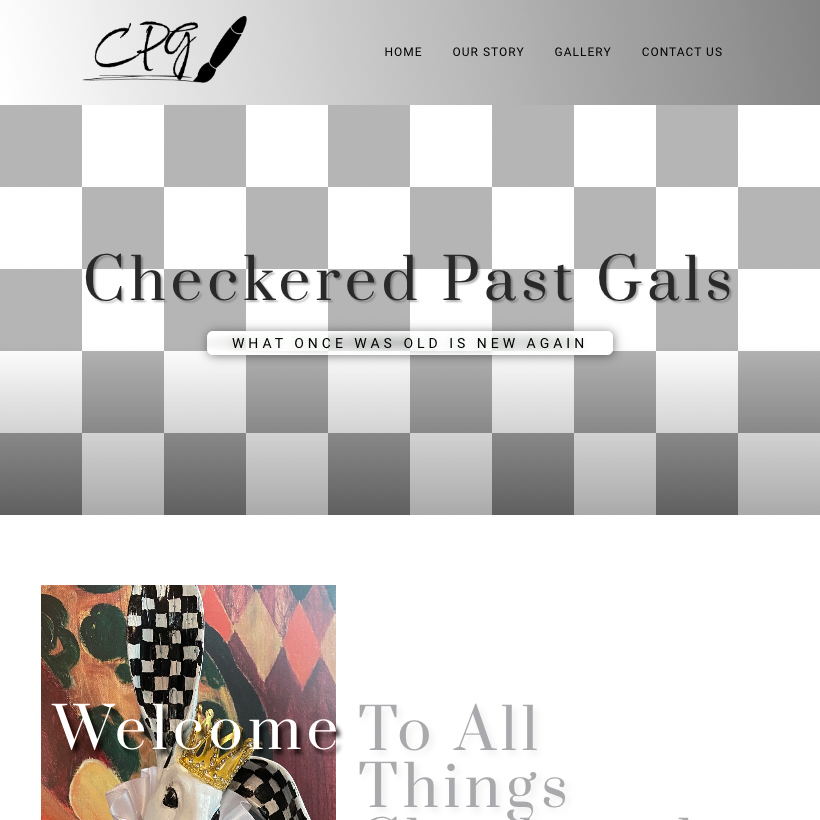 CPG
HOME OUR STORY GALLERY CONTACT US
Checkered Past Gals
WHAT ONCE WAS OLD IS NEW AGAIN
Welcome To All
Things